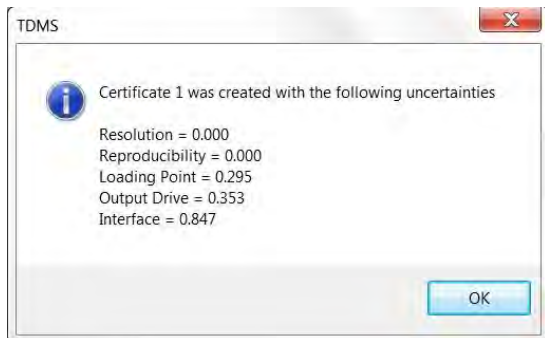 TDMS
Certificate 1 was created with the following uncertainties
Resolution = 0.000
Reproducibility = 0.000
Loading Point = 0.295
Output Drive = 0.353
Interface = 0.847
OK